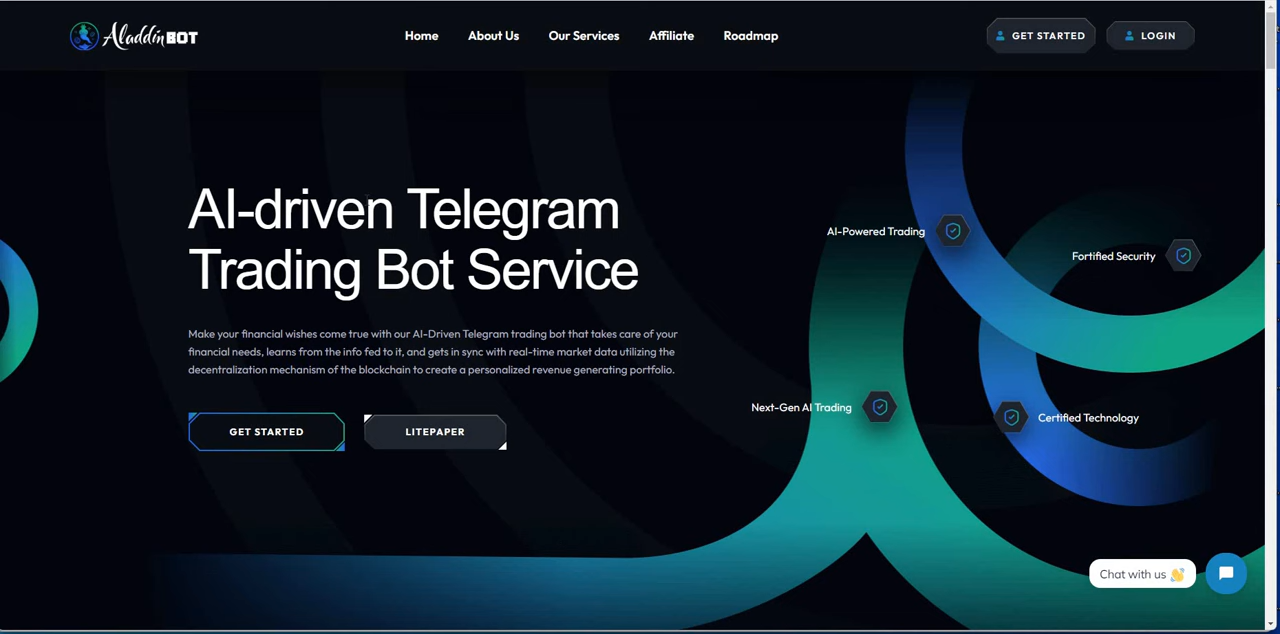 AladdinBOT
Home
About Us
Our Services
Affiliate
Roadmap
GET STARTED
LOGIN
AI-driven Telegram
Trading Bot Service
Make your financial wishes come true with our AI-Driven Telegram trading bot that takes care of your
financial needs, learns from the info fed to it, and gets in sync with real-time market data utilizing the
decentralization mechanism of the blockchain to create a personalized revenue generating portfolio.
GET STARTED
LITEPAPER
AI-Powered Trading
Fortified Security
Next-Gen AI Trading
Certified Technology
Chat with us 👋